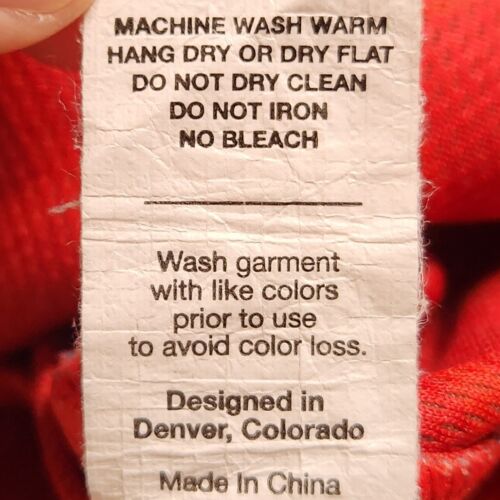 MACHINE WASH WARM
HANG DRY OR DRY FLAT
DO NOT DRY CLEAN
DO NOT IRON
NO BLEACH
Wash garment
with like colors
prior to use
to avoid color loss.
Designed in
Denver, Colorado
Made In China